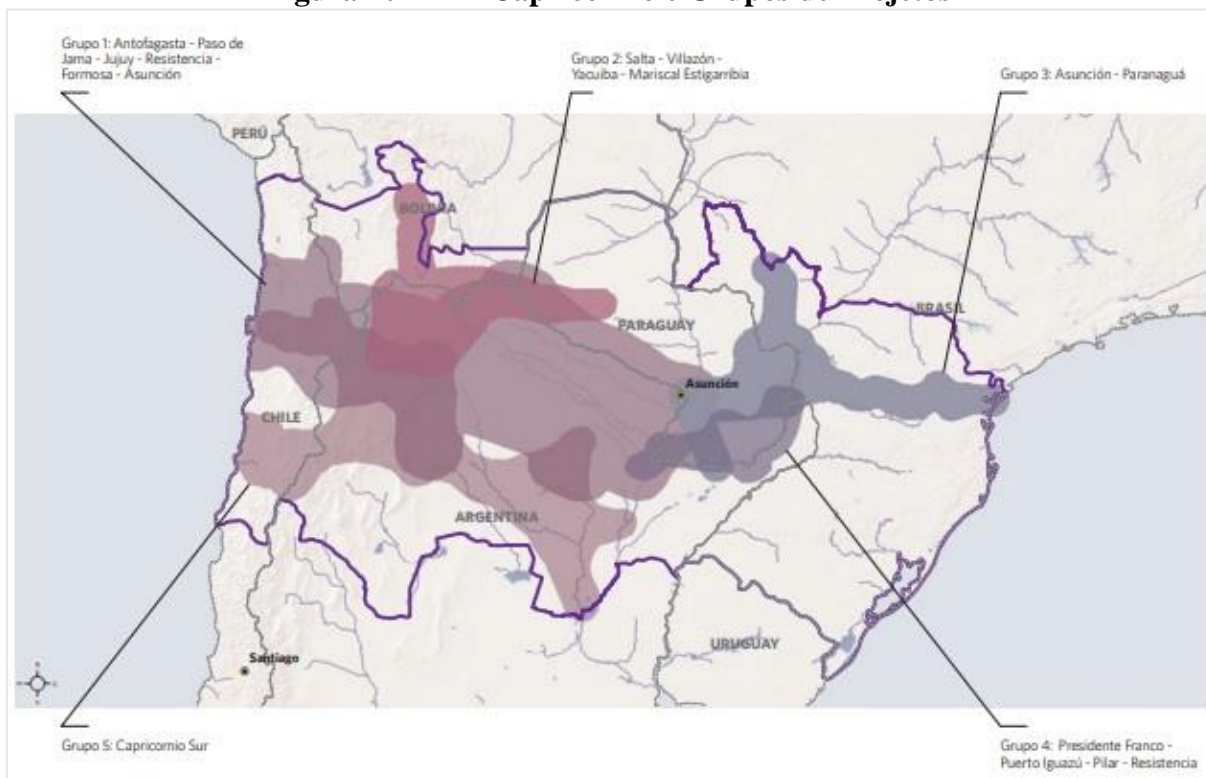 Grupo 1: Antofagasta - Paso de
Jama - Jujuy - Resistencia -
Formosa - Asunción
Grupo 2: Salta - Villazón -
Yacuiba - Mariscal Estigarribia
Grupo 3: Asunción - Paranaguá
PERÚ
BOLIVIA
BRASIL
PARAGUAY
Asunción
CHILE
ARGENTINA
URUGUAY
Santiago
Grupo 5: Capricornio Sur
Grupo 4: Presidente Franco -
Puerto Iguazú - Pilar - Resistencia